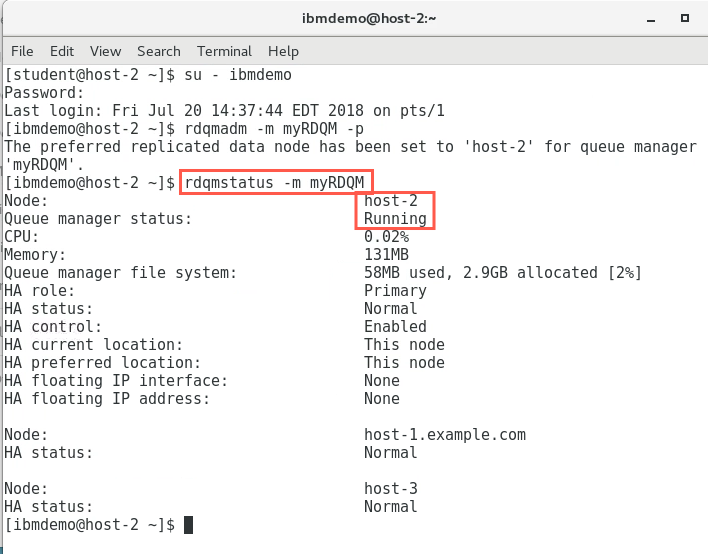 ibmdemo@host-2:~
File Edit View Search Terminal Help
[student@host-2 ~]$ su - ibmdemo
Password:
Last login: Fri Jul 20 14:37:44 EDT 2018 on pts/1
[ibmdemo@host-2 ~]$ rdqmadm -m myRDQM -p
The preferred replicated data node has been set to 'host-2' for queue manager
'myRDQM'.
[ibmdemo@host-2 ~]$ rdqmstatus -m myRDQM
Node: host-2
Queue manager status: Running
CPU: 0.02%
Memory: 131MB
Queue manager file system: 58MB used, 2.9GB allocated [2%]
HA role: Primary
HA status: Normal
HA control: Enabled
HA current location: This node
HA preferred location: This node
HA floating IP interface: None
HA floating IP address: None
Node: host-1.example.com
HA status: Normal
Node: host-3
HA status: Normal
[ibmdemo@host-2 ~]$